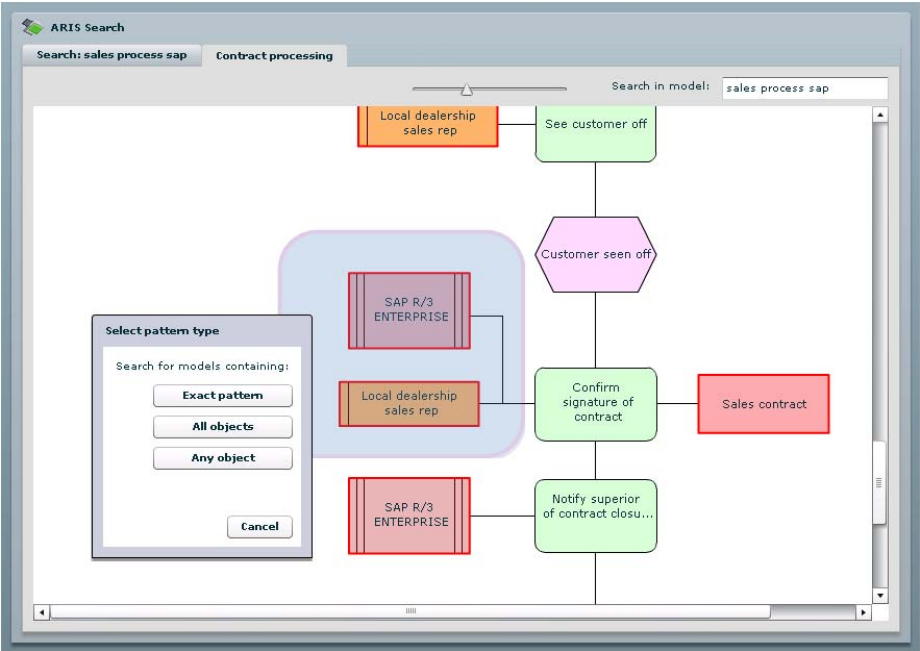 ARIS Search
Search: sales process sap
Contract processing
Search in model:
sales process sap
Local dealership
sales rep
See customer off
Customer seen off
SAP R/3
ENTERPRISE
Select pattern type
Search for models containing:
Exact pattern
All objects
Any object
Cancel
Local dealership
sales rep
Confirm
signature of
contract
Sales contract
SAP R/3
ENTERPRISE
Notify superior
of contract closu...